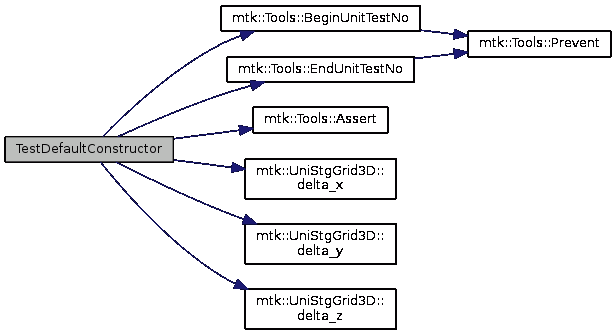 mtk::Tools::BeginUnitTestNo
mtk::Tools::Prevent
mtk::Tools::EndUnitTestNo
mtk::Tools::Assert
TestDefaultConstructor
mtk::UniStgGrid3D::
delta_x
mtk::UniStgGrid3D::
delta_y
mtk::UniStgGrid3D::
delta_z